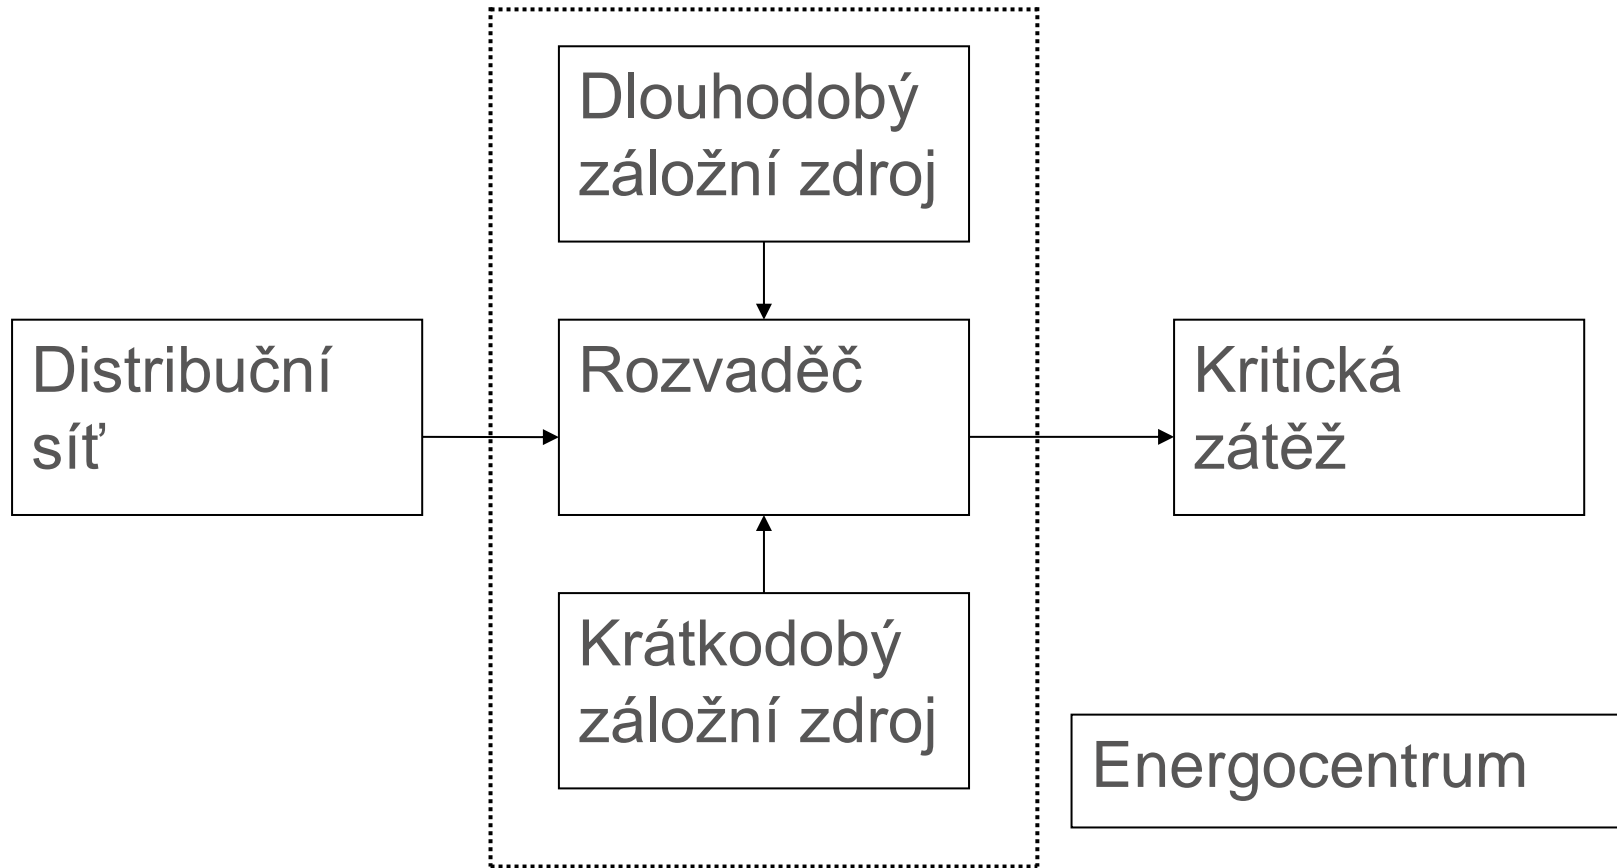 Dlouhodobý
záložní zdroj
Distribuční
síť
Rozvaděč
Kritická
zátěž
Krátkodobý
záložní zdroj
Energocentrum